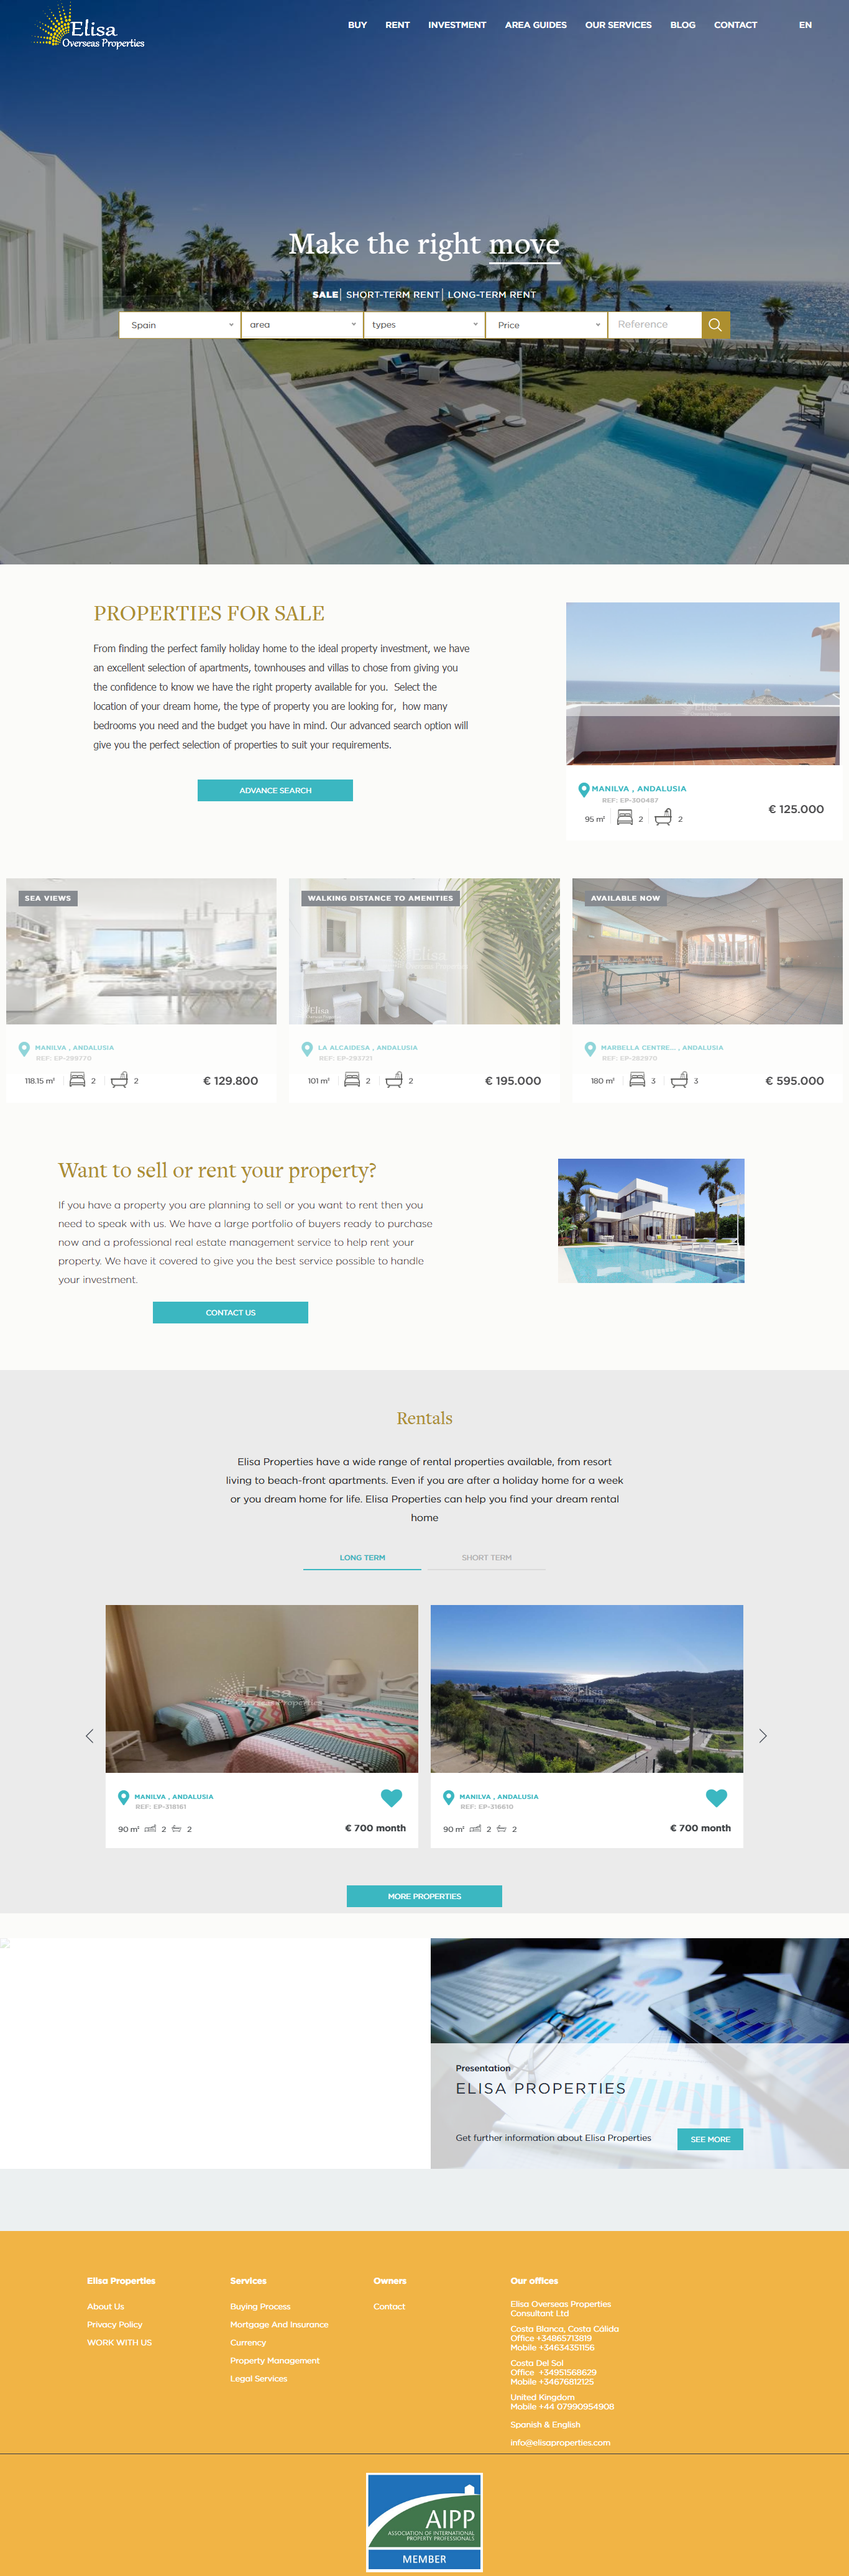 Elisa
Overseas Properties
BUY RENT INVESTMENT AREA GUIDES OUR SERVICES BLOG CONTACT EN
Make the right move
SALE| SHORT-TERM RENT| LONG-TERM RENT
Spain area types Price Reference
PROPERTIES FOR SALE
From finding the perfect family holiday home to the ideal property investment, we have
an excellent selection of apartments, townhouses and villas to chose from giving you
the confidence to know we have the right property available for you. Select the
location of your dream home, the type of property you are looking for, how many
bedrooms you need and the budget you have in mind. Our advanced search option will
give you the perfect selection of properties to suit your requirements.
ADVANCE SEARCH
MANILVA , ANDALUSIA
REF: EP-300487
95 m² 2 2
€ 125.000
SEA VIEWS
MANILVA , ANDALUSIA
REF: EP-299770
118.15 m² 2 2 € 129.800
WALKING DISTANCE TO AMENITIES
Elisa
Overseas Properties
LA ALCAIDESA , ANDALUSIA
REF: EP-293721
101 m² 2 2 € 195.000
AVAILABLE NOW
MARBELLA CENTRE... , ANDALUSIA
REF: EP-262870
180 m² 3 3 € 595.000
Want to sell or rent your property?
If you have a property you are planning to sell or you want to rent then you
need to speak with us. We have a large portfolio of buyers ready to purchase
now and a professional real estate management service to help rent your
property. We have it covered to give you the best service possible to handle
your investment.
CONTACT US
Rentals
Elisa Properties have a wide range of rental properties available, from resort
living to beach-front apartments. Even if you are after a holiday home for a week
or you dream home for life. Elisa Properties can help you find your dream rental
home
LONG TERM SHORT TERM
Elisa
Overseas Properties
MANILVA , ANDALUSIA
REF: EP-318161
90 m² 2 2 € 700 month
Elisa
Overseas Properties
MANILVA , ANDALUSIA
REF: EP-316610
90 m² 2 2 € 700 month
MORE PROPERTIES
Presentation
ELISA PROPERTIES
Get further information about Elisa Properties
SEE MORE
Elisa Properties
About Us
Privacy Policy
WORK WITH US
Services
Buying Process
Mortgage And Insurance
Currency
Property Management
Legal Services
Owners
Contact
Our offices
Elisa Overseas Properties
Consultant Ltd
Costa Blanca, Costa Cálida
Office +34865713819
Mobile +34634351156
Costa Del Sol
Office +34951568629
Mobile +34676812125
United Kingdom
Mobile +44 07990954908
Spanish & English
info@elisaproperties.com
AIPP
ASSOCIATION OF INTERNATIONAL
PROPERTY PROFESSIONALS
MEMBER